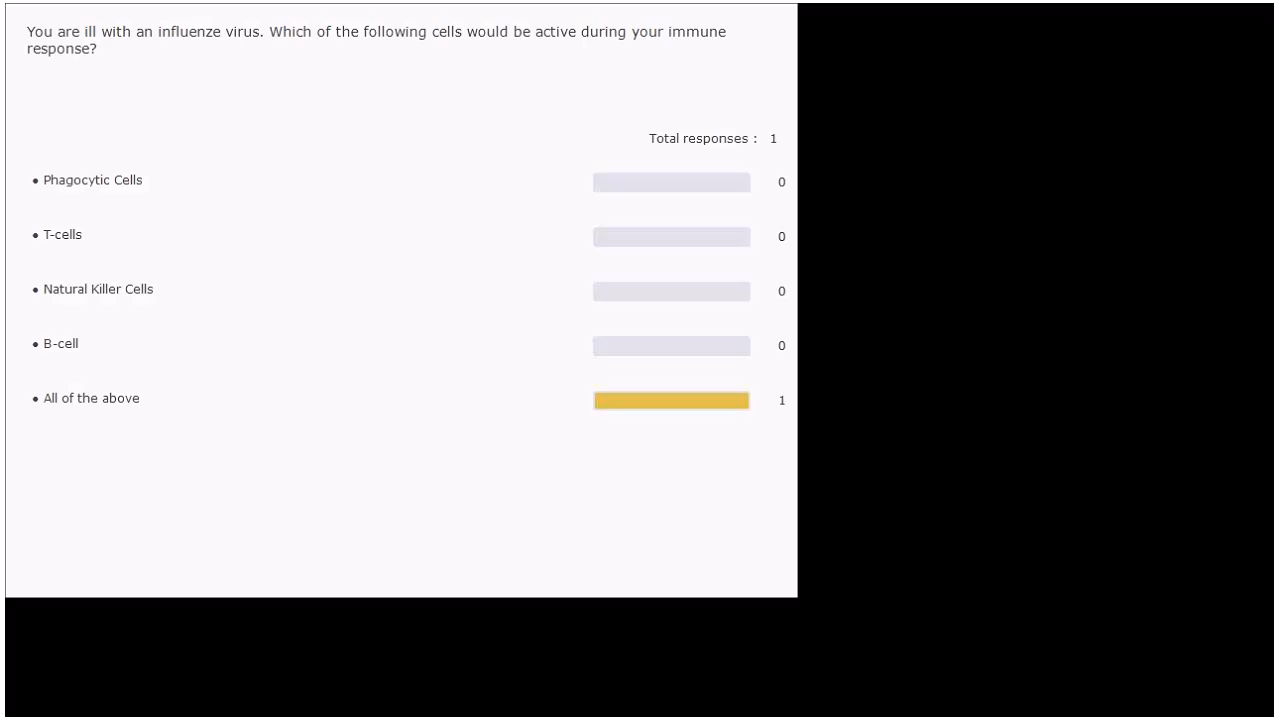 You are ill with an influenze virus. Which of the following cells would be active during your immune
response?
Total responses : 1
• Phagocytic Cells 0
• T-cells 0
• Natural Killer Cells 0
• B-cell 0
• All of the above 1